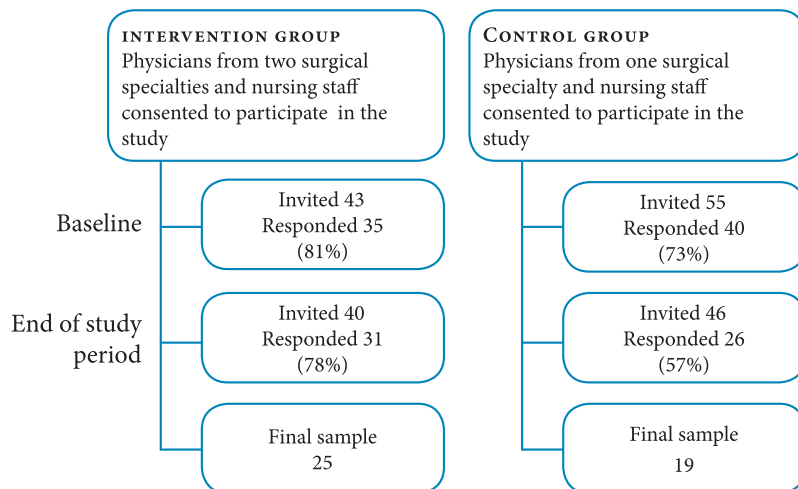 INTERVENTION GROUP
Physicians from two surgical
specialties and nursing staff
consented to participate in the
study
CONTROL GROUP
Physicians from one surgical
specialty and nursing staff
consented to participate in the
study
Baseline
Invited 43
Responded 35
(81%)
Invited 55
Responded 40
(73%)
End of study
period
Invited 40
Responded 31
(78%)
Invited 46
Responded 26
(57%)
Final sample
25
Final sample
19